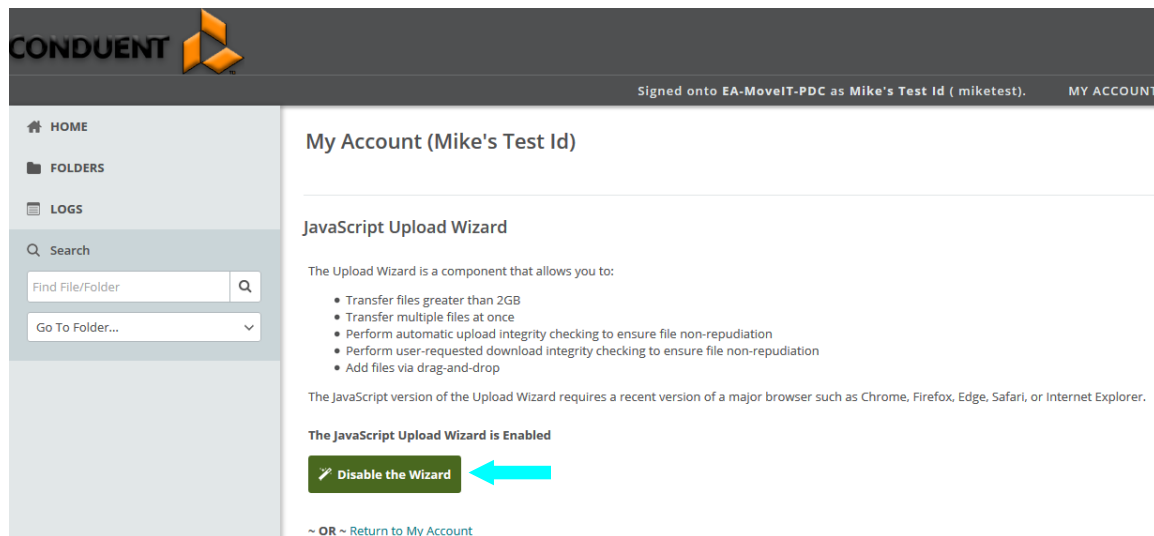 CONDUENT
Signed onto EA-MoveIT-PDC as Mike's Test Id ( miketest).
MY ACCOUNT
HOME
FOLDERS
LOGS
Search
Find File/Folder
Go To Folder...
My Account (Mike's Test Id)
JavaScript Upload Wizard
The Upload Wizard is a component that allows you to:
• Transfer files greater than 2GB
• Transfer multiple files at once
• Perform automatic upload integrity checking to ensure file non-repudiation
• Perform user-requested download integrity checking to ensure file non-repudiation
• Add files via drag-and-drop
The JavaScript version of the Upload Wizard requires a recent version of a major browser such as Chrome, Firefox, Edge, Safari, or Internet Explorer.
The JavaScript Upload Wizard is Enabled
Disable the Wizard
~ OR ~ Return to My Account